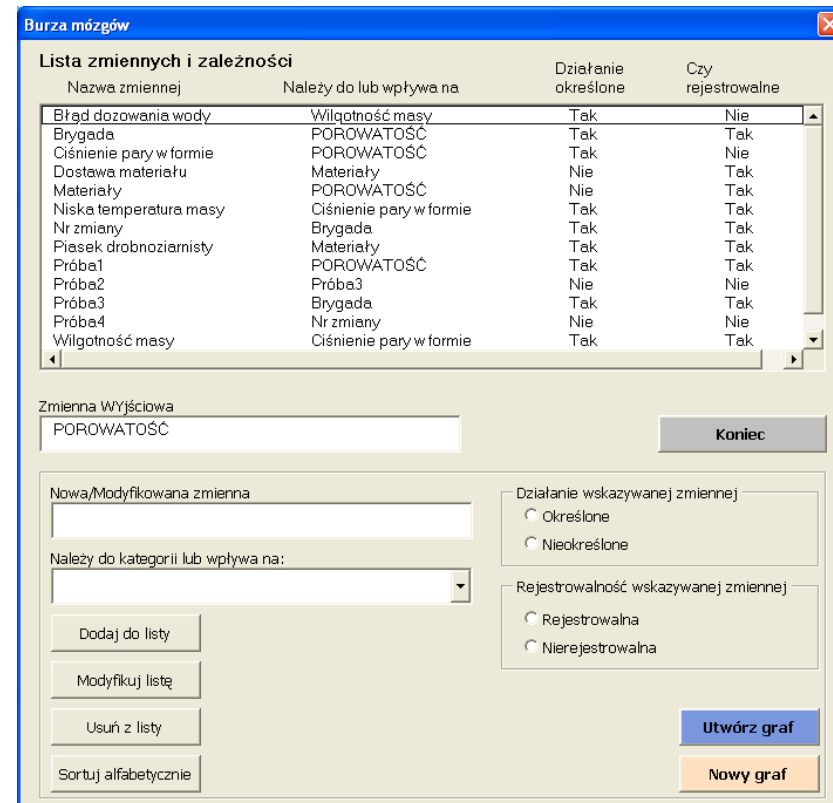 Burza mózgów
Lista zmiennych i zależności
Nazwa zmiennej Należy do lub wpływa na Działanie określone Czy rejestrowalne
Błąd dozowania wody Wilgotność masy Tak Nie
Brygada POROWATOŚĆ Tak Tak
Ciśnienie pary w formie POROWATOŚĆ Tak Nie
Dostawa materiału Materiały Nie Tak
Materiały POROWATOŚĆ Nie Tak
Niska temperatura masy Ciśnienie pary w formie Tak Tak
Nr zmiany Brygada Tak Tak
Piasek drobnoziarnisty Materiały Tak Tak
Próba1 POROWATOŚĆ Tak Tak
Próba2 Próba3 Nie Nie
Próba3 Brygada Tak Tak
Próba4 Nr zmiany Nie Nie
Wilgotność masy Ciśnienie pary w formie Tak Tak
Zmienna WYjściowa
POROWATOŚĆ
Koniec
Nowa/Modyfikowana zmienna
Należy do kategorii lub wpływa na:
Działanie wskazywanej zmiennej
Określone
Nieokreślone
Rejestrowalność wskazywanej zmiennej
Rejestrowalna
Nierejestrowalna
Dodaj do listy
Modyfikuj listę
Usuń z listy
Sortuj alfabetycznie
Utwórz graf
Nowy graf